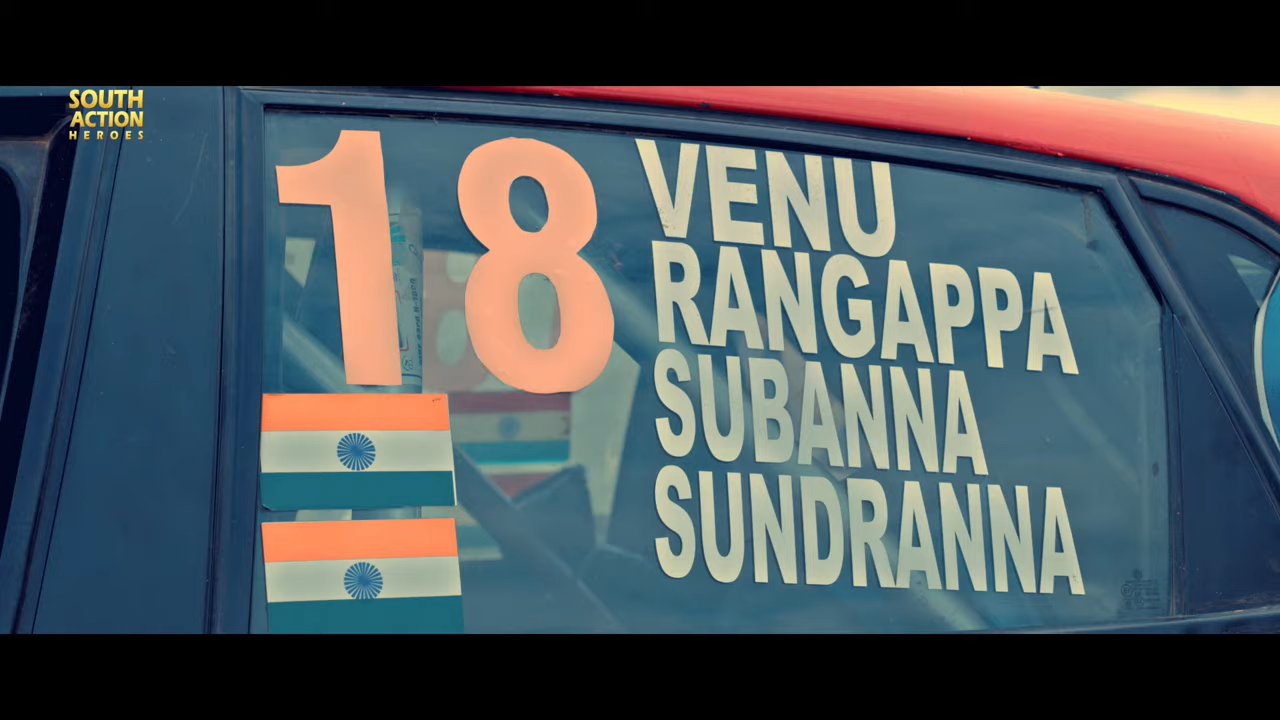 SOUTH
ACTION
HEROES
18
VENU
RANGAPPA
SUBANNA
SUNDRANNA